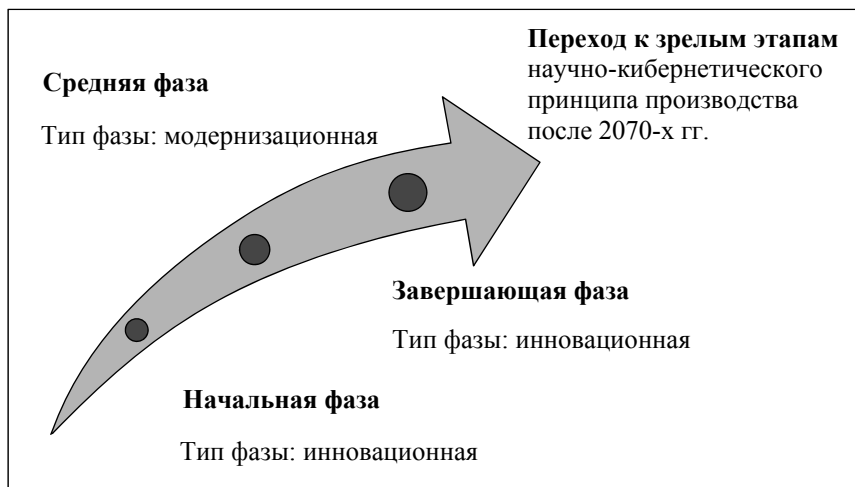 Переход к зрелым этапам
научно-кибернетического
принципа производства
после 2070-х гг.
Средняя фаза
Тип фазы: модернизационная
Завершающая фаза
Тип фазы: инновационная
Начальная фаза
Тип фазы: инновационная